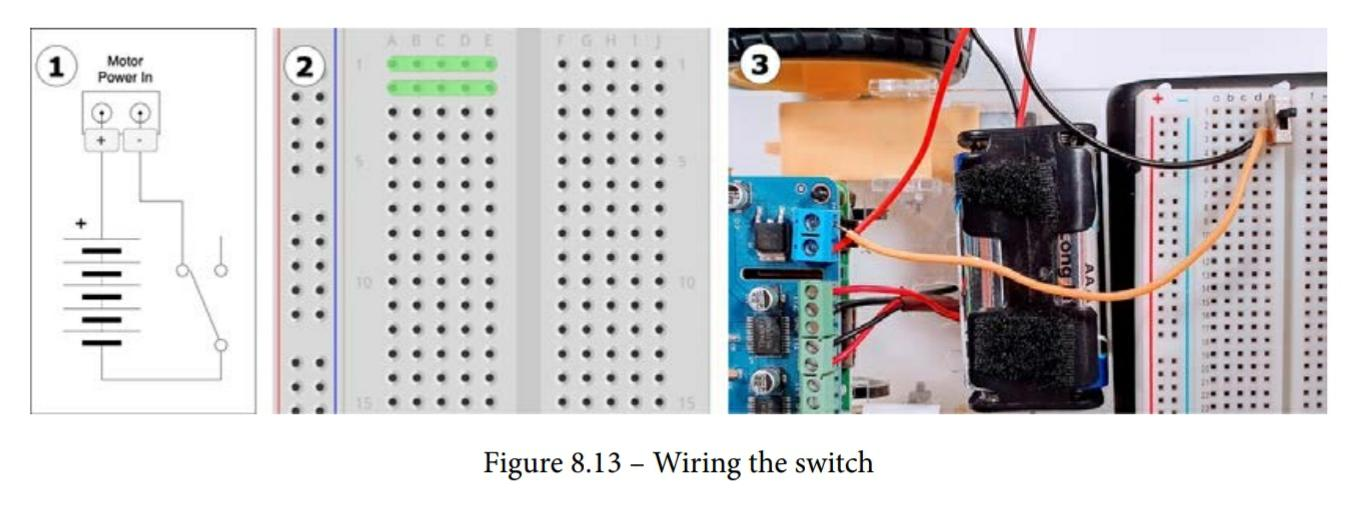 1
Motor
Power In
+ -
+
2
A B C D E F G H I J
1 1
5 5
10 10
15 15
3
+ - a b c d e f
AA
Figure 8.13 – Wiring the switch